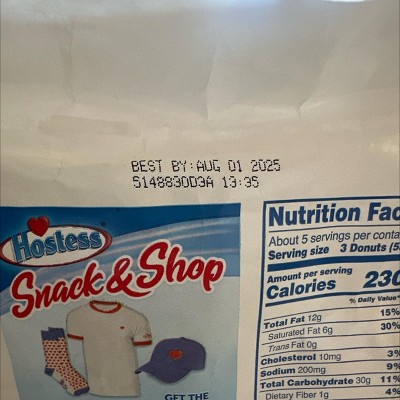 BEST BY:AUG 01 2025
5148830D3A 13:35
Hostess
Snack & Shop
GET THE
Nutrition Fac
About 5 servings per conta
Serving size 3 Donuts (5
Amount per serving
Calories 230
% Daily Value*
Total Fat 12g 15%
Saturated Fat 6g 30%
Trans Fat 0g
Cholesterol 10mg 3%
Sodium 200mg 9%
Total Carbohydrate 30g 11%
Dietary Fiber 1g 4%